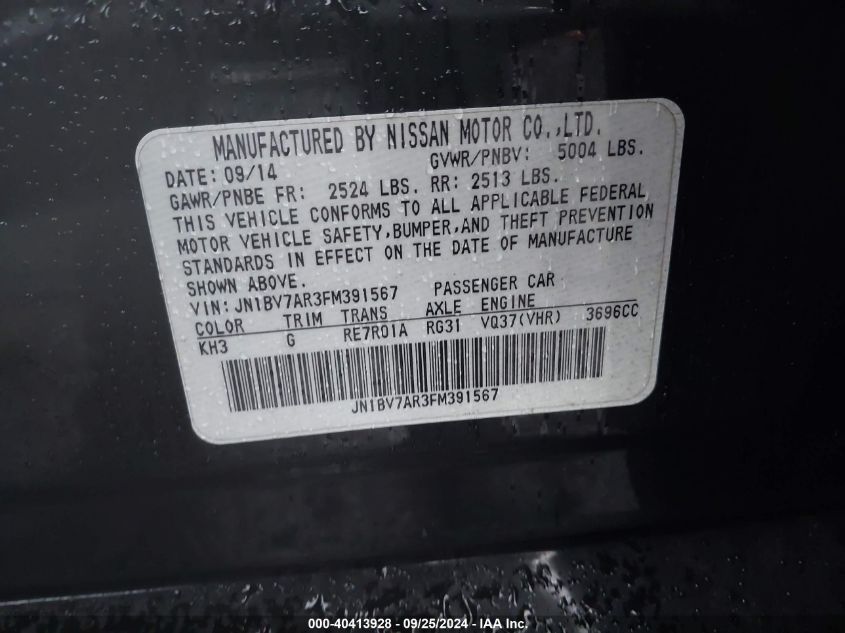 MANUFACTURED BY NISSAN MOTOR CO.,LTD.
DATE: 09/14 GVWR/PNBV: 5004 LBS.
GAWR/PNBE FR: 2524 LBS. RR: 2513 LBS.
THIS VEHICLE CONFORMS TO ALL APPLICABLE FEDERAL
MOTOR VEHICLE SAFETY,BUMPER,AND THEFT PREVENTION
STANDARDS IN EFFECT ON THE DATE OF MANUFACTURE
SHOWN ABOVE.
VIN: JN1BV7AR3FM391567 PASSENGER CAR
COLOR TRIM TRANS AXLE ENGINE
KH3 G RE7R01A RG31 VQ37(VHR) 3696CC
JN1BV7AR3FM391567
000-40413928 - 09/25/2024 - IAA Inc.